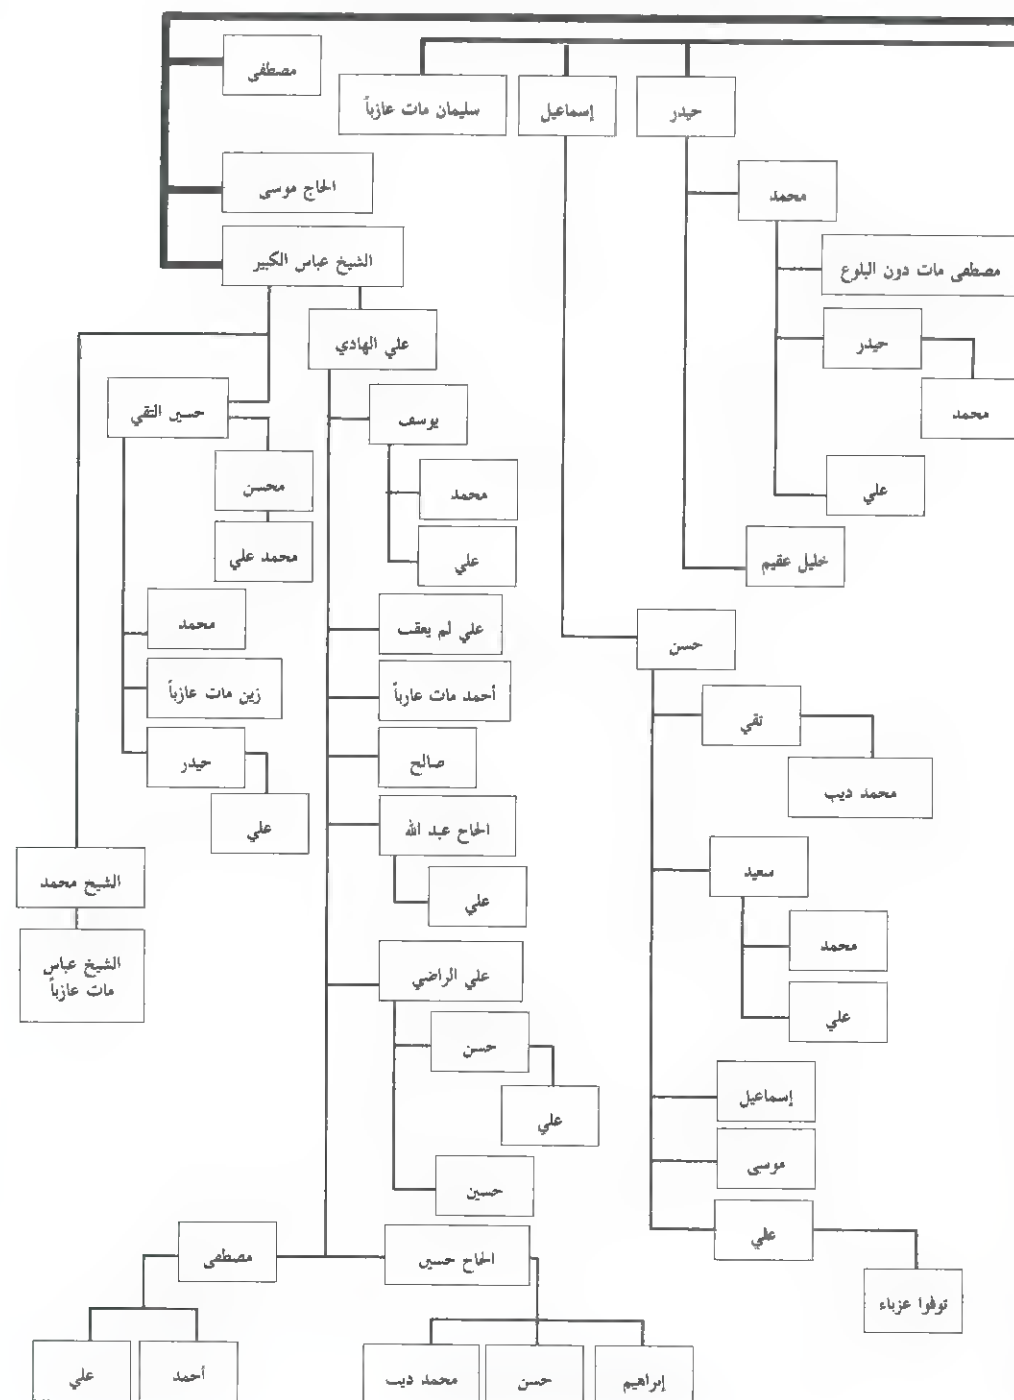 مصطفى
سليمان مات عازباً
إسماعيل
حيدر
الحاج موسى
محمد
الشيخ عباس الكبير
مصطفى مات دون البلوع
علي الهادي
حيدر
حسين التقي
يوسف
محمد
محسن
محمد
علي
محمد علي
علي
خليل عقيم
محمد
علي لم يعقب
حسن
زين مات عازباً
أحمد مات عازباً
تقي
حيدر
صالح
محمد ديب
علي
الحاج عبد الله
الشيخ محمد
علي
سعيد
محمد
الشيخ عباس
مات عازباً
علي الراضي
علي
حسن
علي
إسماعيل
موسى
حسين
علي
مصطفى
الحاج حسين
توفوا عزباء
علي
أحمد
محمد ديب
حسن
إبراهيم